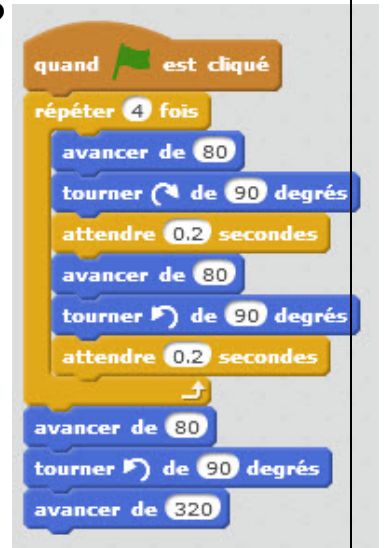 quand est cliqué
répéter 4 fois
avancer de 80
tourner de 90 degrés
attendre 0.2 secondes
avancer de 80
tourner de 90 degrés
attendre 0.2 secondes
avancer de 80
tourner de 90 degrés
avancer de 320